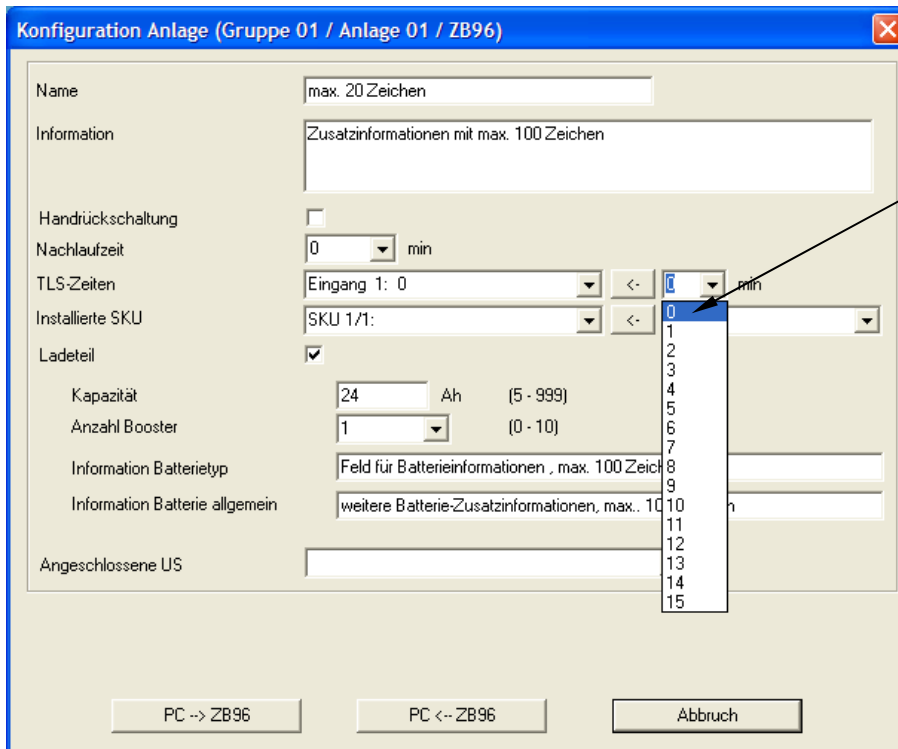 Konfiguration Anlage (Gruppe 01 / Anlage 01 / ZB96)
Name max. 20 Zeichen
Information Zusatzinformationen mit max. 100 Zeichen
Handrückschaltung
Nachlaufzeit 0 min
TLS-Zeiten Eingang 1: 0 <- 0 min
Installierte SKU SKU 1/1: <-
0
1
2
3
4
5
6
7
8
9
10
11
12
13
14
15
Ladeteil
Kapazität 24 Ah (5 - 999)
Anzahl Booster 1 (0 - 10)
Information Batterietyp Feld für Batterieinformationen , max. 100
Information Batterie allgemein weitere Batterie-Zusatzinformationen, max..
Angeschlossene US
PC --> ZB96 PC <-- ZB96 Abbruch